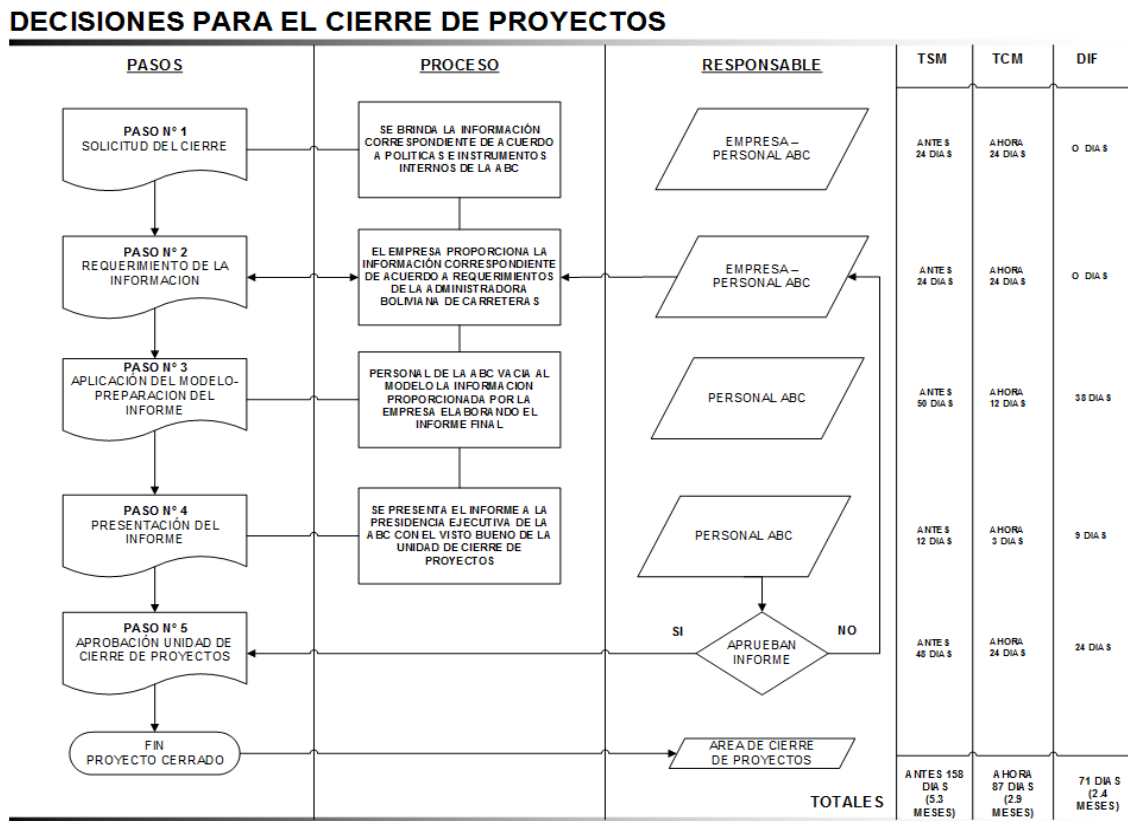 DECISIONES PARA EL CIERRE DE PROYECTOS
PASOS
PROCESO
RESPONSABLE
TSM
TCM
DIF
PASO N° 1
SOLICITUD DEL CIERRE
SE BRINDA LA INFORMACIÓN
CORRESPONDIENTE DE ACUERDO
A POLITICAS E INSTRUMENTOS
INTERNOS DE LA ABC
EMPRESA –
PERSONAL ABC
ANTES
24 DIAS
AHORA
24 DIAS
O DIAS
PASO N° 2
REQUERIMIENTO DE LA
INFORMACION
EL EMPRESA PROPORCIONA LA
INFORMACIÓN CORRESPONDIENTE
DE ACUERDO A REQUERIMIENTOS
DE LA ADMINISTRADORA
BOLIVIANA DE CARRETERAS
EMPRESA –
PERSONAL ABC
ANTES
24 DIAS
AHORA
24 DIAS
O DIAS
PASO N° 3
APLICACIÓN DEL MODELO-
PREPARACION DEL
INFORME
PERSONAL DE LA ABC VACIA AL
MODELO LA INFORMACION
PROPORCIONADA POR LA
EMPRESA ELABORANDO EL
INFORME FINAL
PERSONAL ABC
ANTES
50 DIAS
AHORA
12 DIAS
38 DIAS
PASO N° 4
PRESENTACIÓN DEL
INFORME
SE PRESENTA EL INFORME A LA
PRESIDENCIA EJECUTIVA DE LA
ABC CON EL VISTO BUENO DE LA
UNIDAD DE CIERRE DE
PROYECTOS
PERSONAL ABC
ANTES
12 DIAS
AHORA
3 DIAS
9 DIAS
PASO N° 5
APROBACIÓN UNIDAD DE
CIERRE DE PROYECTOS
SI
APRUEBAN
INFORME
NO
ANTES
48 DIAS
AHORA
24 DIAS
24 DIAS
FIN
PROYECTO CERRADO
AREA DE CIERRE
DE PROYECTOS
TOTALES
ANTES 158
DIAS
(5.3
MESES)
AHORA
87 DIAS
(2.9
MESES)
71 DIAS
(2.4
MESES)